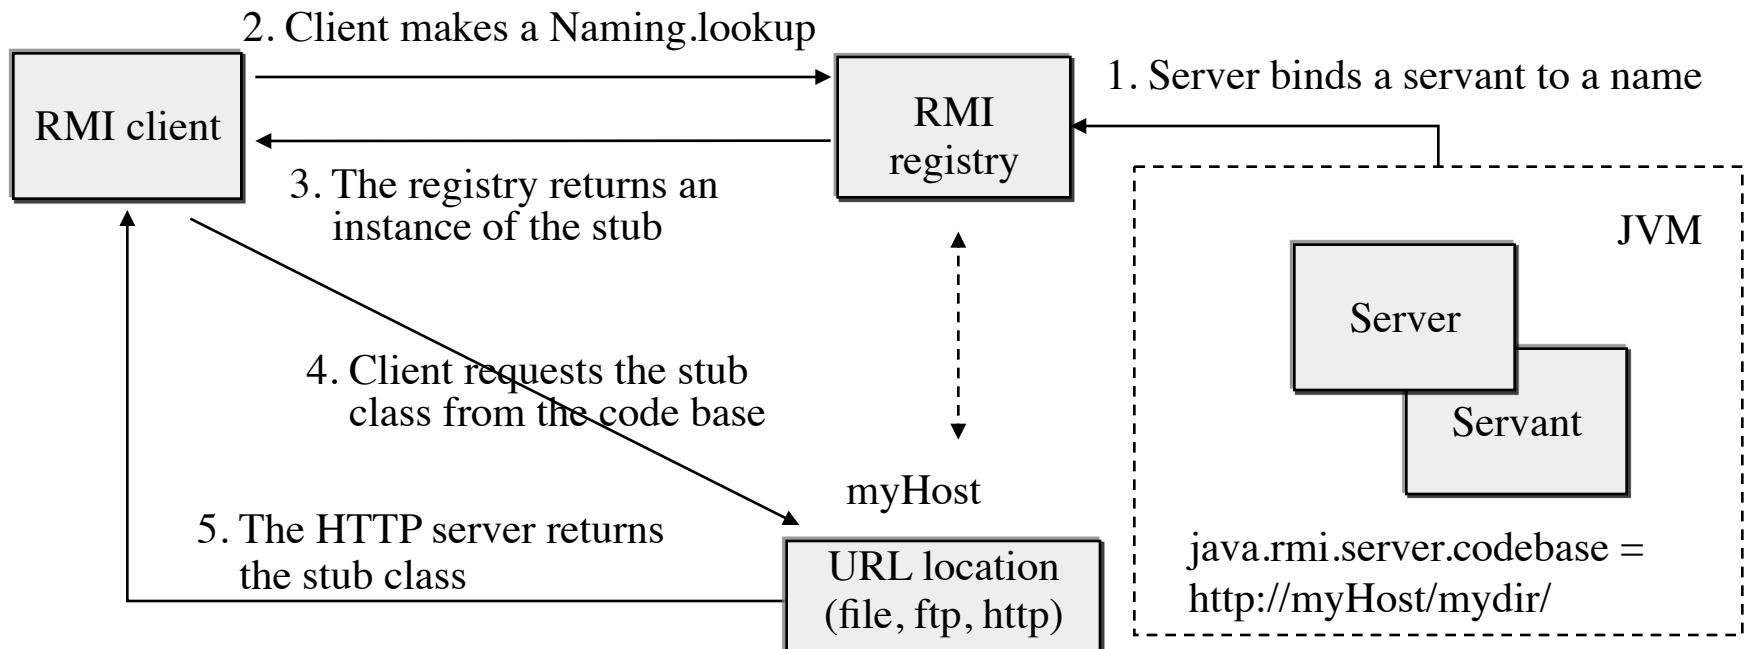 2. Client makes a Naming.lookup
1. Server binds a servant to a name
RMI client
RMI
registry
3. The registry returns an
instance of the stub
JVM
Server
Servant
4. Client requests the stub
class from the code base
myHost
5. The HTTP server returns
the stub class
URL location
(file, ftp, http)
java.rmi.server.codebase =
http://myHost/mydir/